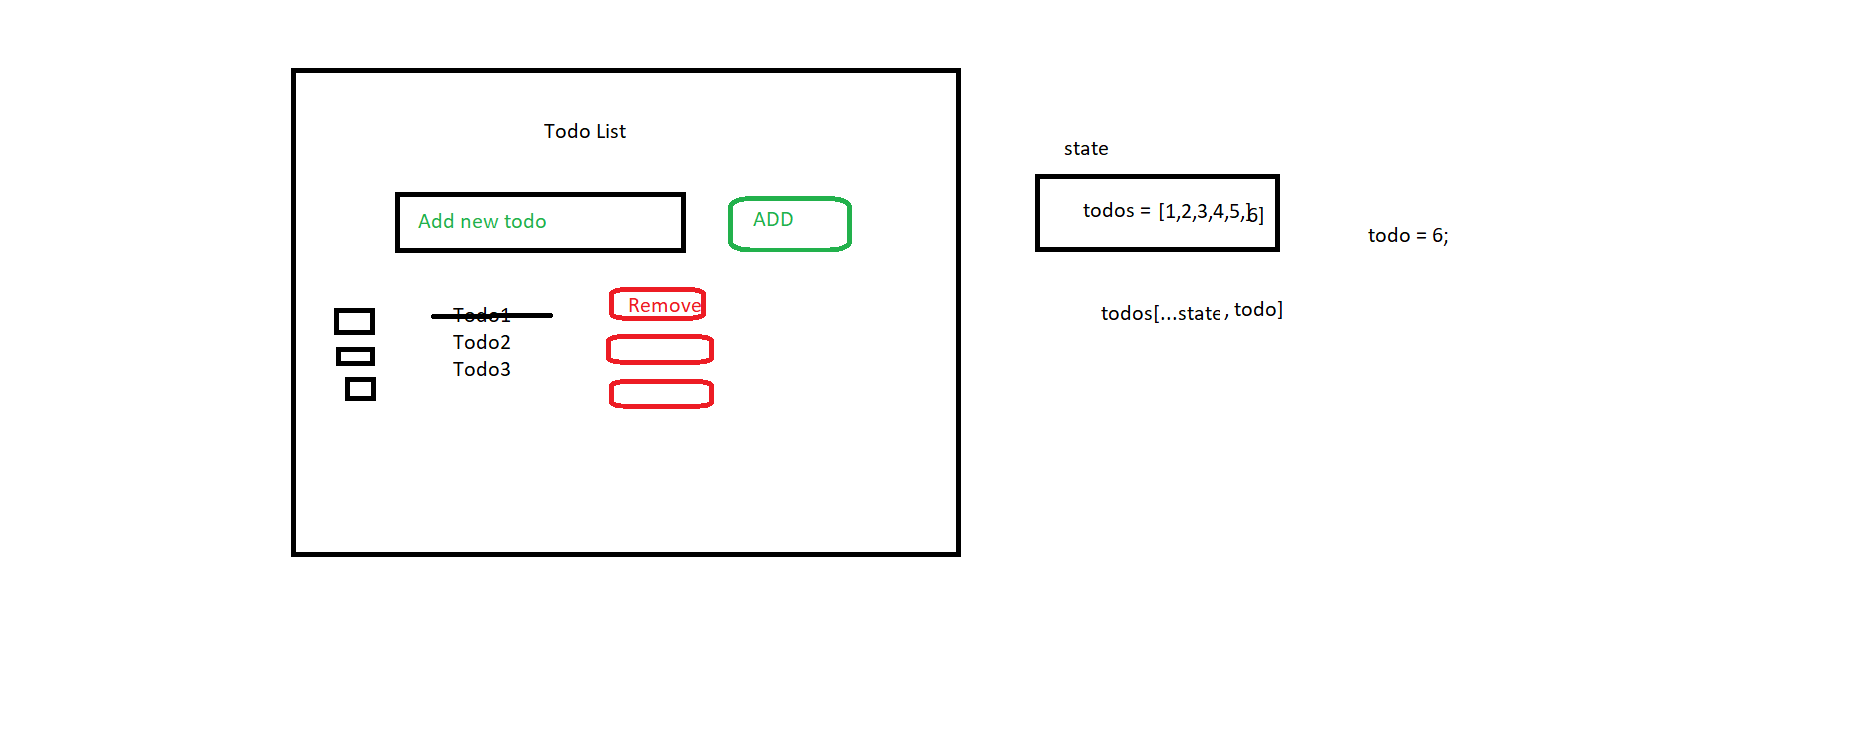 Todo List
Add new todo
ADD
Todo1
Remove
Todo2
Todo3
state
todos = [1,2,3,4,5,]6]
todo = 6;
todos[...state, todo]